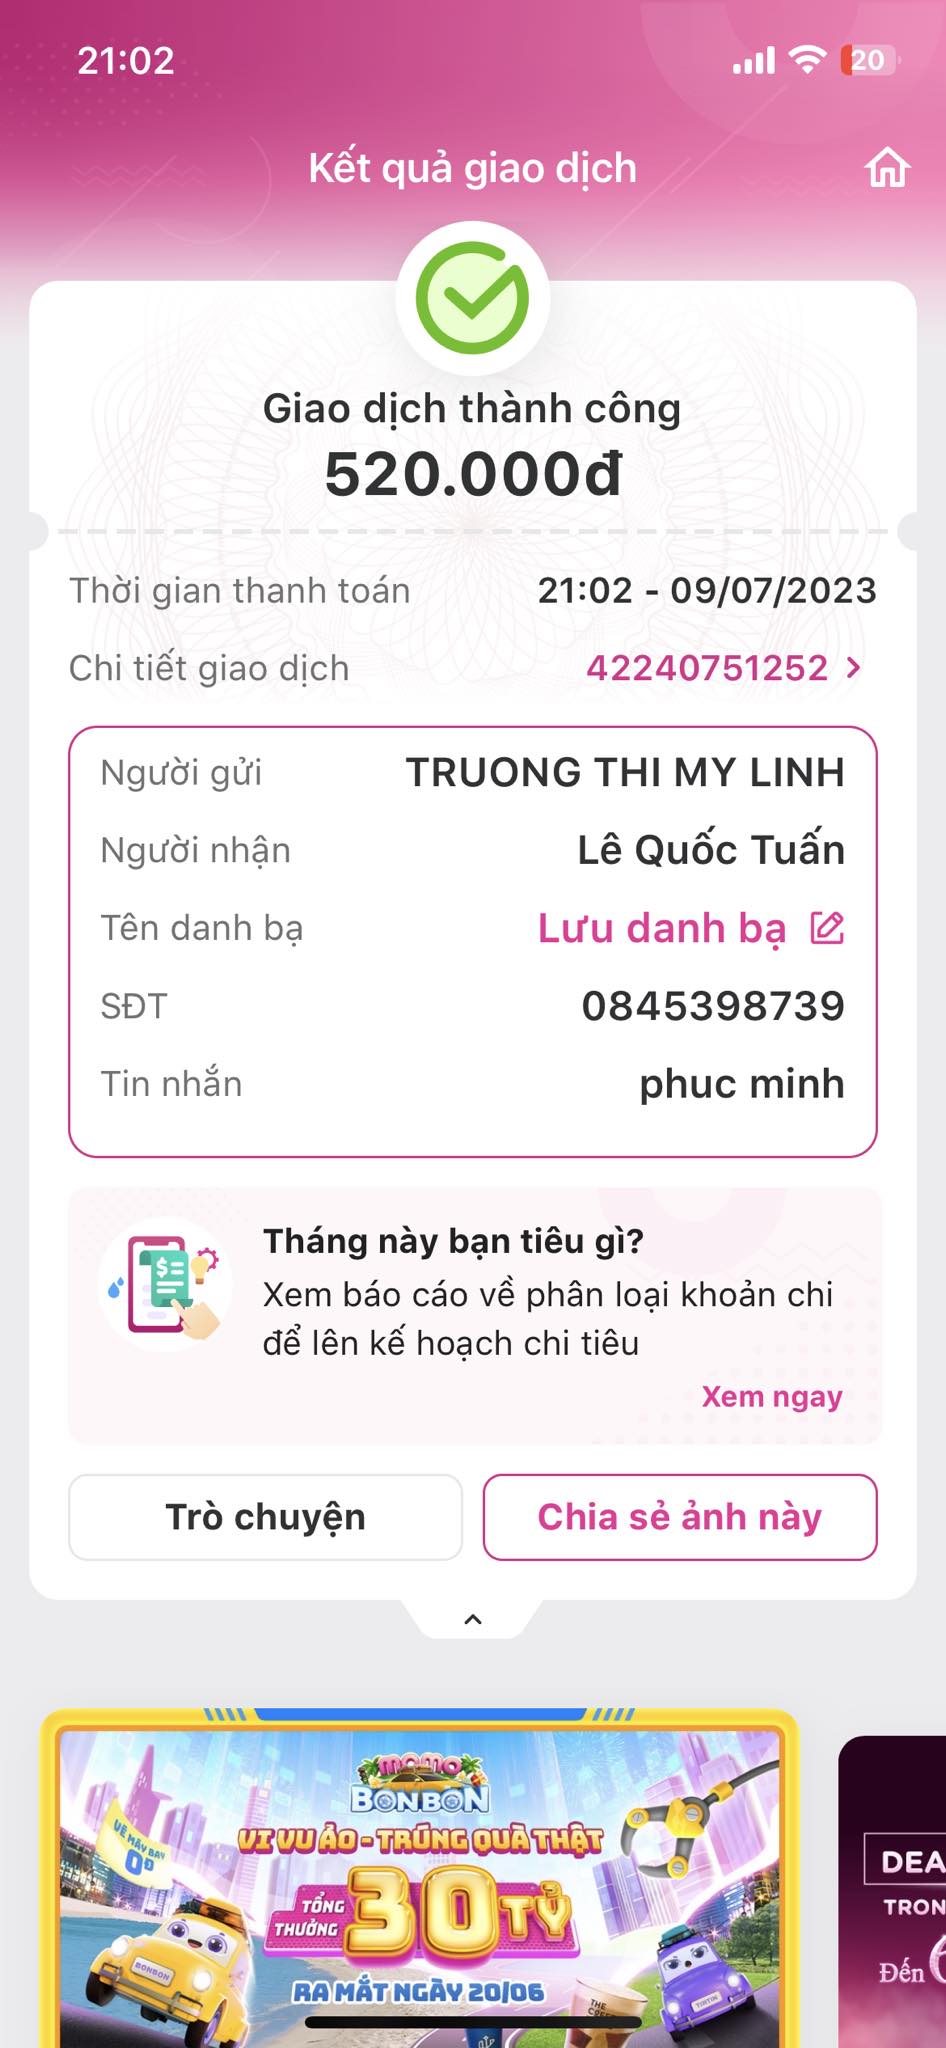 21:02
20
Kết quả giao dịch
Giao dịch thành công
520.000đ
Thời gian thanh toán 21:02 - 09/07/2023
Chi tiết giao dịch 42240751252
Người gửi TRUONG THI MY LINH
Người nhận Lê Quốc Tuấn
Tên danh bạ Lưu danh bạ
SĐT 0845398739
Tin nhắn phuc minh
Tháng này bạn tiêu gì?
Xem báo cáo về phân loại khoản chi
để lên kế hoạch chi tiêu
Xem ngay
Trò chuyện Chia sẻ ảnh này
MOMO
BONBON
VI VU ẢO - TRÚNG QUÀ THẬT
VÉ MÁY BAY
0Đ
TỔNG
THƯỞNG
30 TỶ
RA MẮT NGÀY 20/06
BONBON
TINTIN
THE
DEA
TRON
Đến